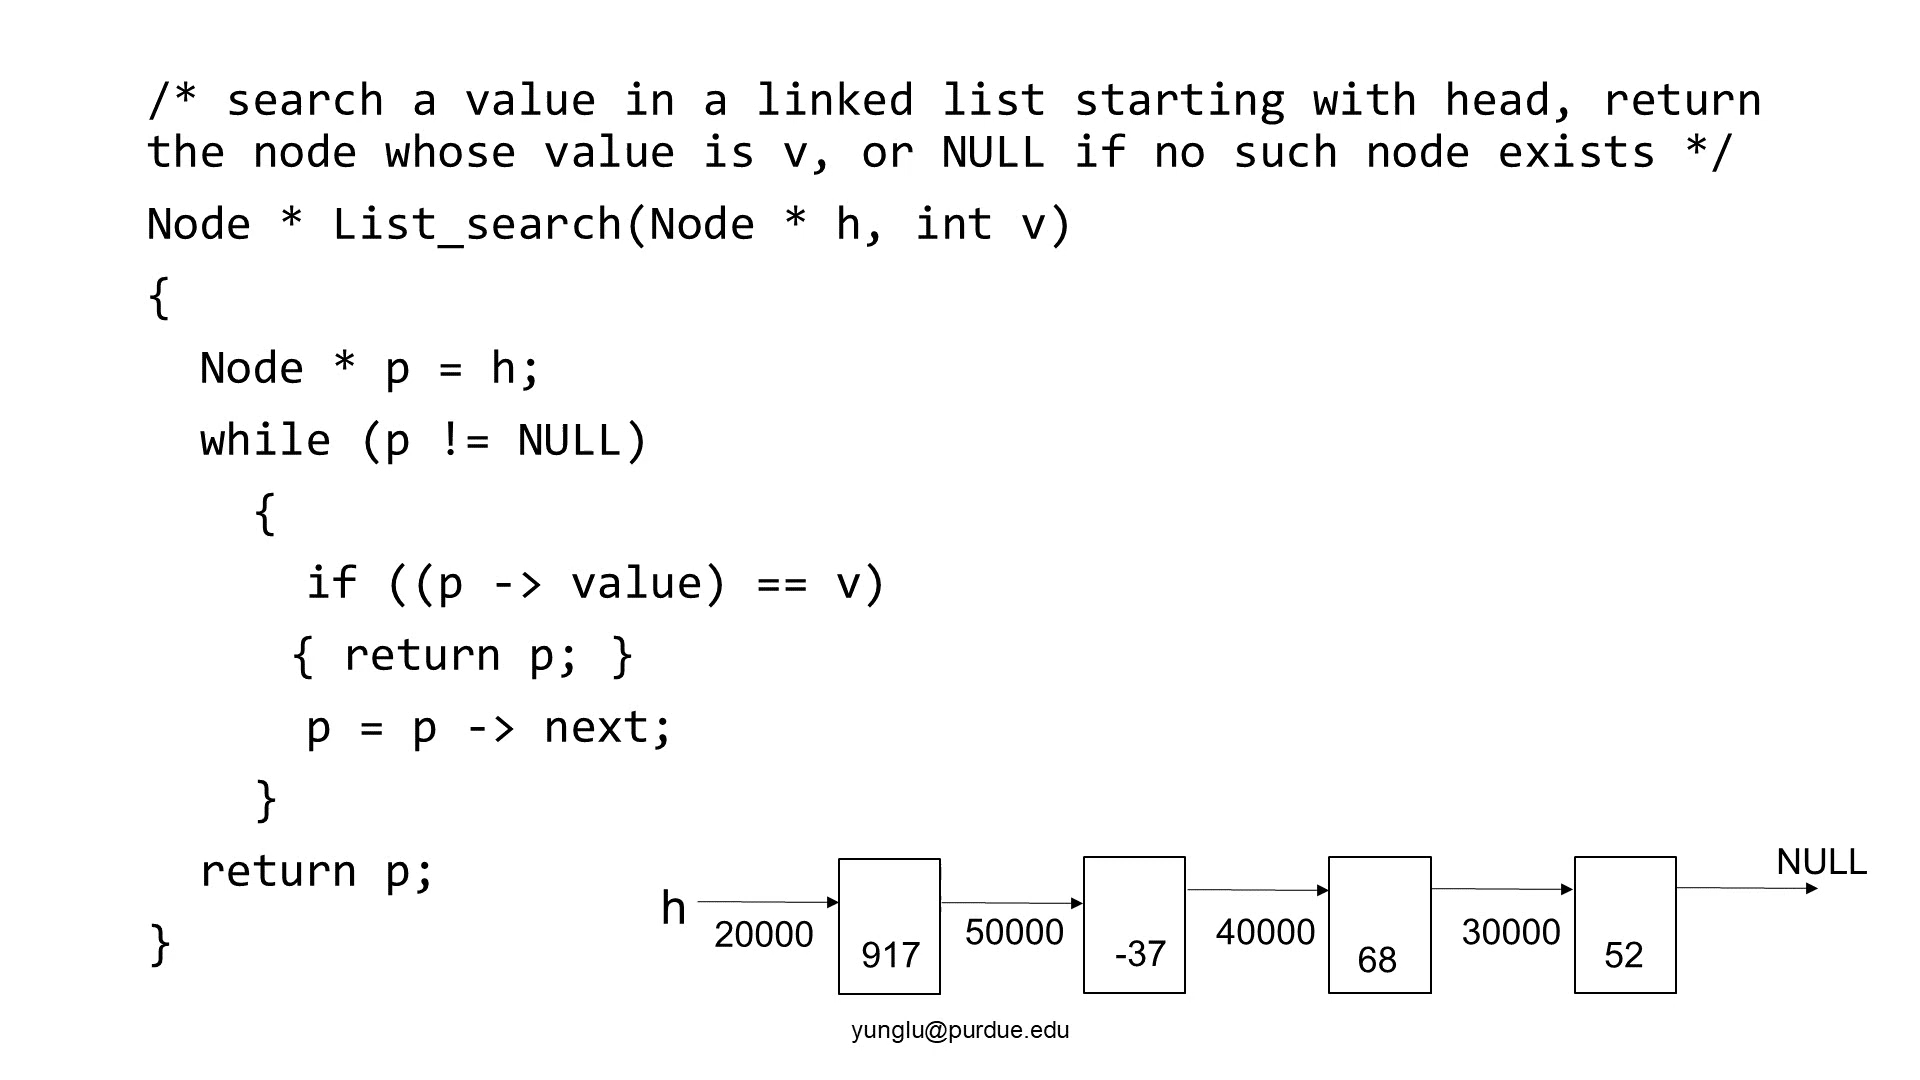 /* search a value in a linked list starting with head, return
the node whose value is v, or NULL if no such node exists */
Node * List_search(Node * h, int v)
{
Node * p = h;
while (p != NULL)
{
if ((p -> value) == v)
{ return p; }
p = p -> next;
}
return p;
}
h
20000
917
50000
-37
40000
68
30000
52
NULL
yunglu@purdue.edu